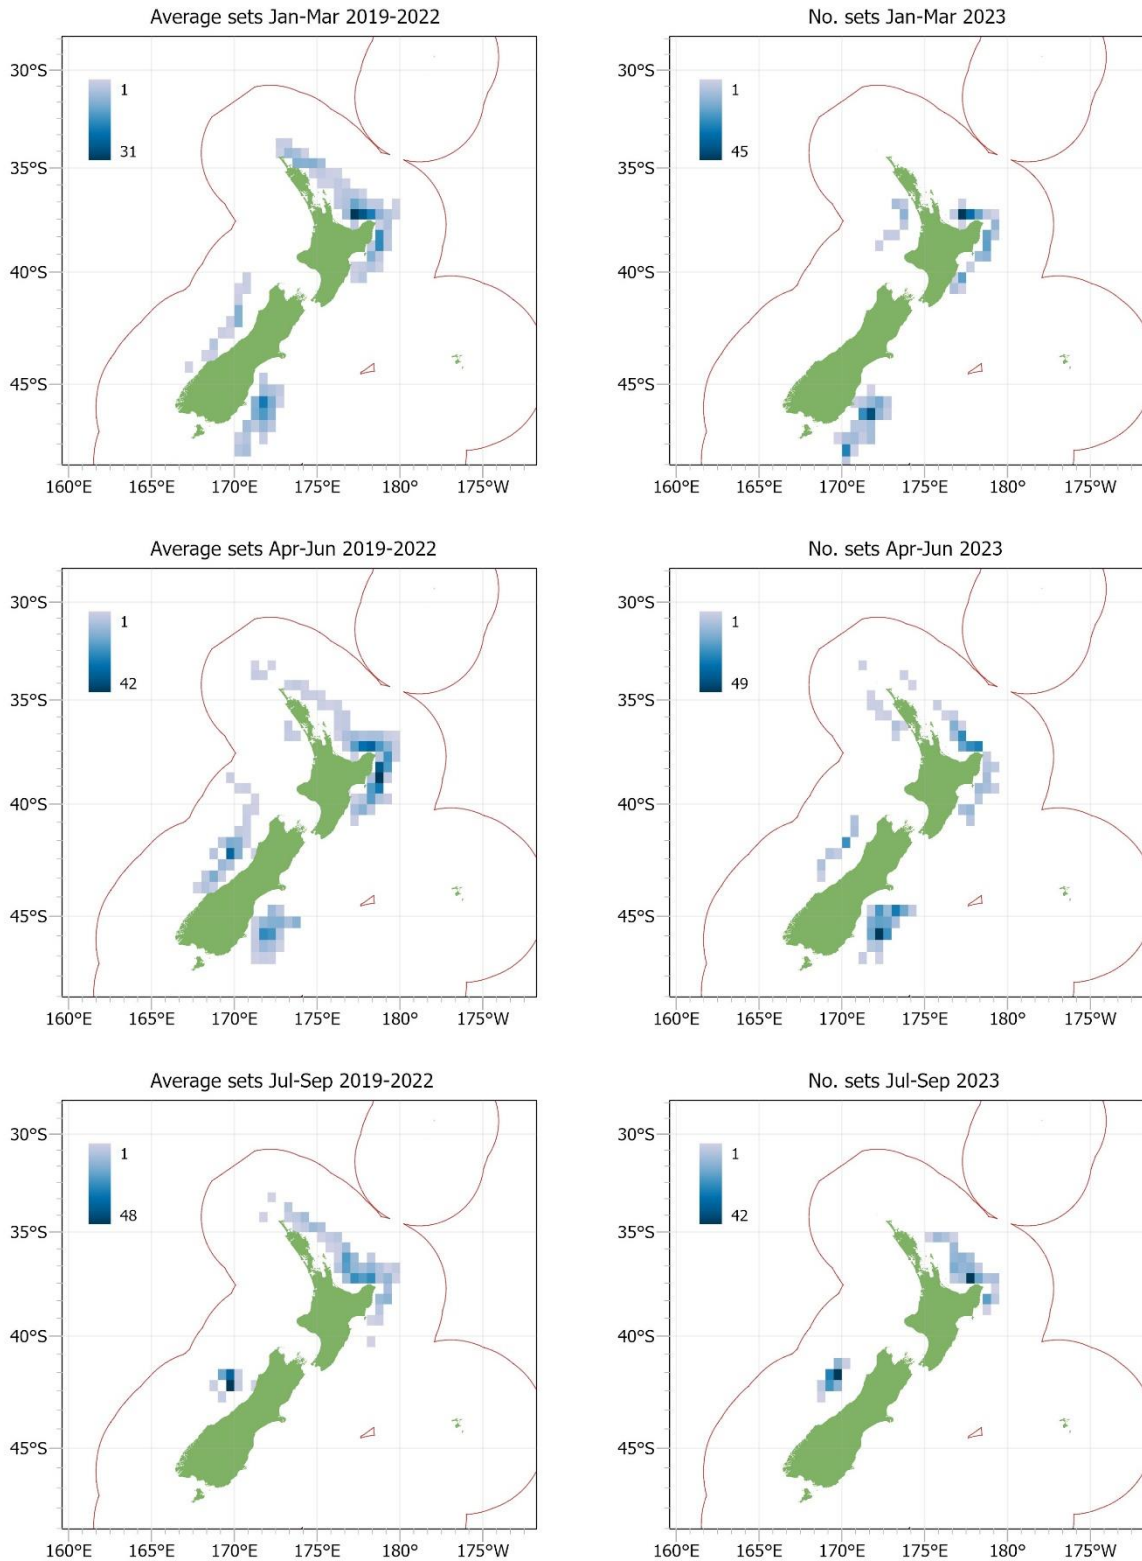 Average sets Jan-Mar 2019-2022
No. sets Jan-Mar 2023
30°S
35°S
40°S
45°S
1
31
1
45
160°E 165°E 170°E 175°E 180° 175°W
160°E 165°E 170°E 175°E 180° 175°W
Average sets Apr-Jun 2019-2022
No. sets Apr-Jun 2023
30°S
35°S
40°S
45°S
1
42
1
49
160°E 165°E 170°E 175°E 180° 175°W
160°E 165°E 170°E 175°E 180° 175°W
Average sets Jul-Sep 2019-2022
No. sets Jul-Sep 2023
30°S
35°S
40°S
45°S
1
48
1
42
160°E 165°E 170°E 175°E 180° 175°W
160°E 165°E 170°E 175°E 180° 175°W
30°S
35°S
40°S
45°S
30°S
35°S
40°S
45°S
30°S
35°S
40°S
45°S